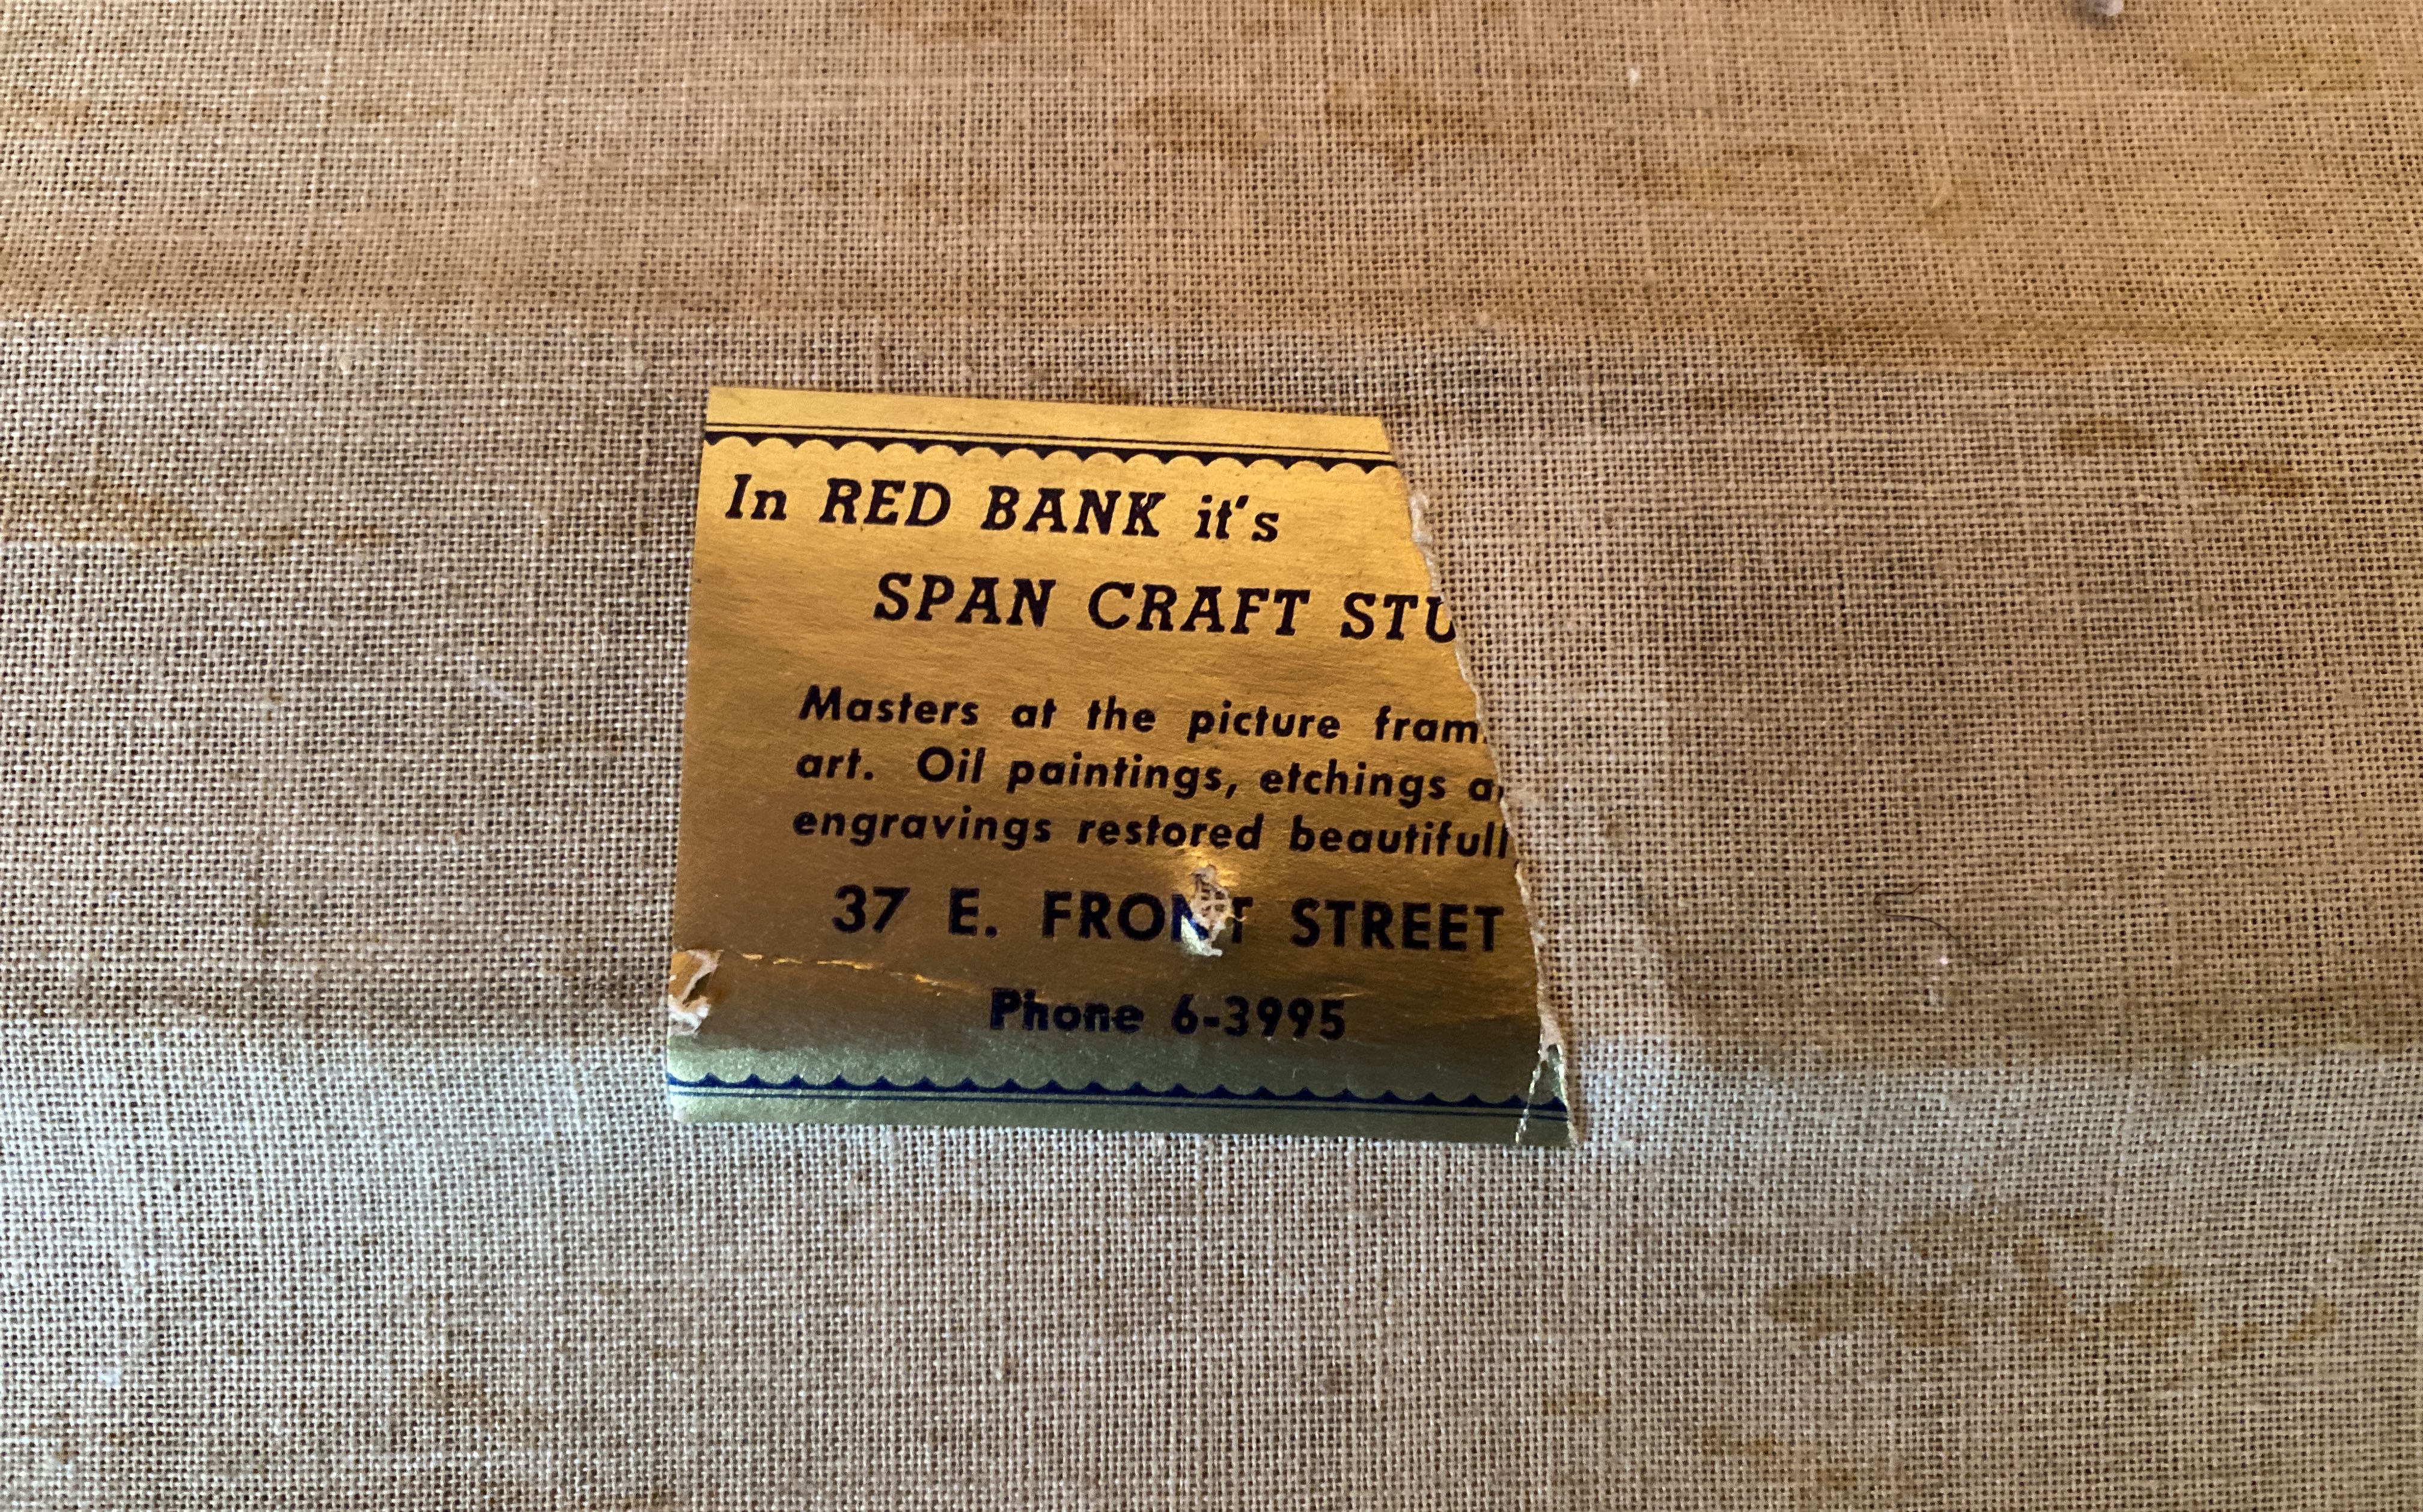 In RED BANK it's
SPAN CRAFT STU
Masters at the picture fram
art. Oil paintings, etchings a
engravings restored beautifull
37 E. FRONT STREET
Phone 6-3995